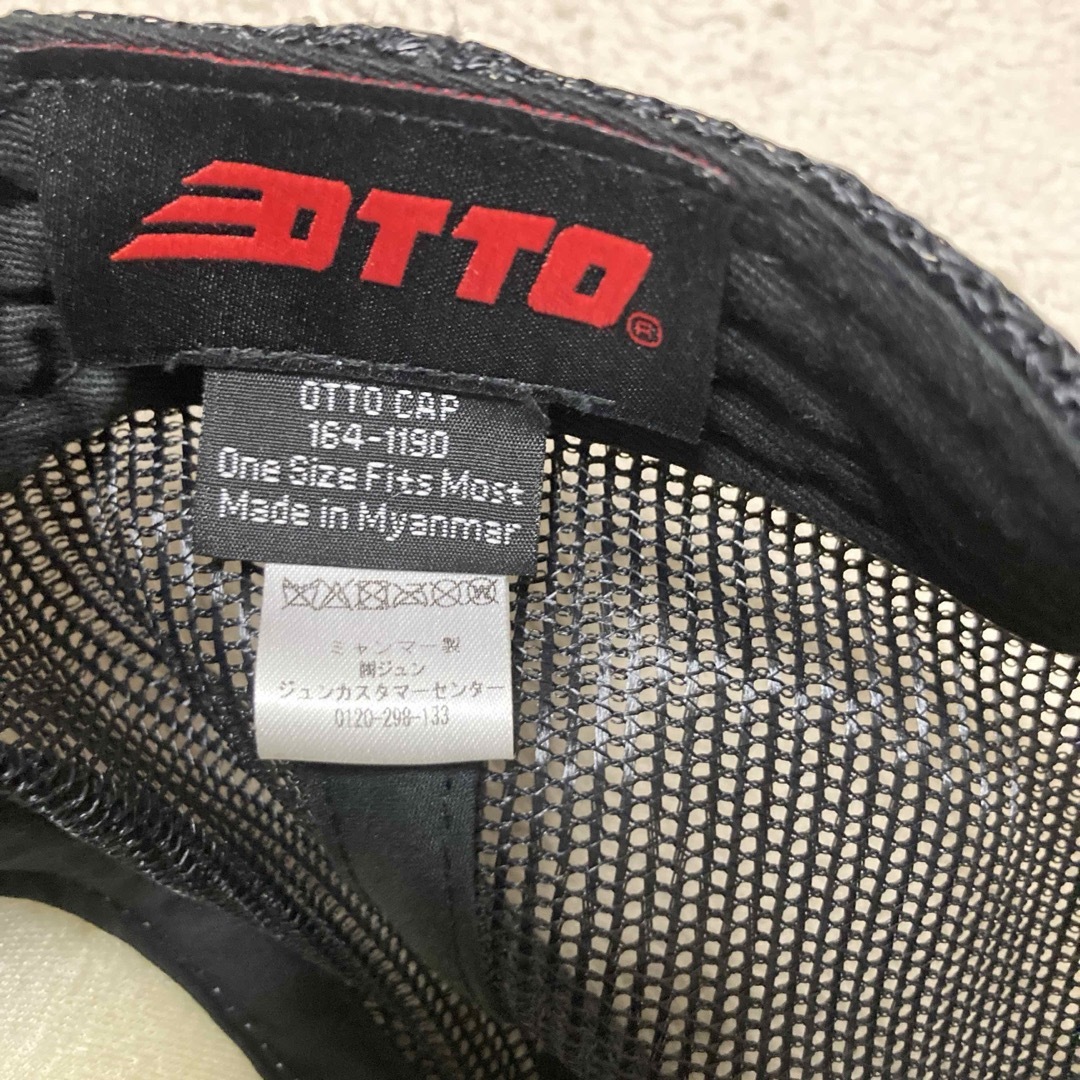 OTTO®
OTTO CAP
164-1190
One Size Fits Most
Made in Myanmar
W
ミャンマー製
㈱ジュン
ジュンカスタマーセンター
0120-298-133